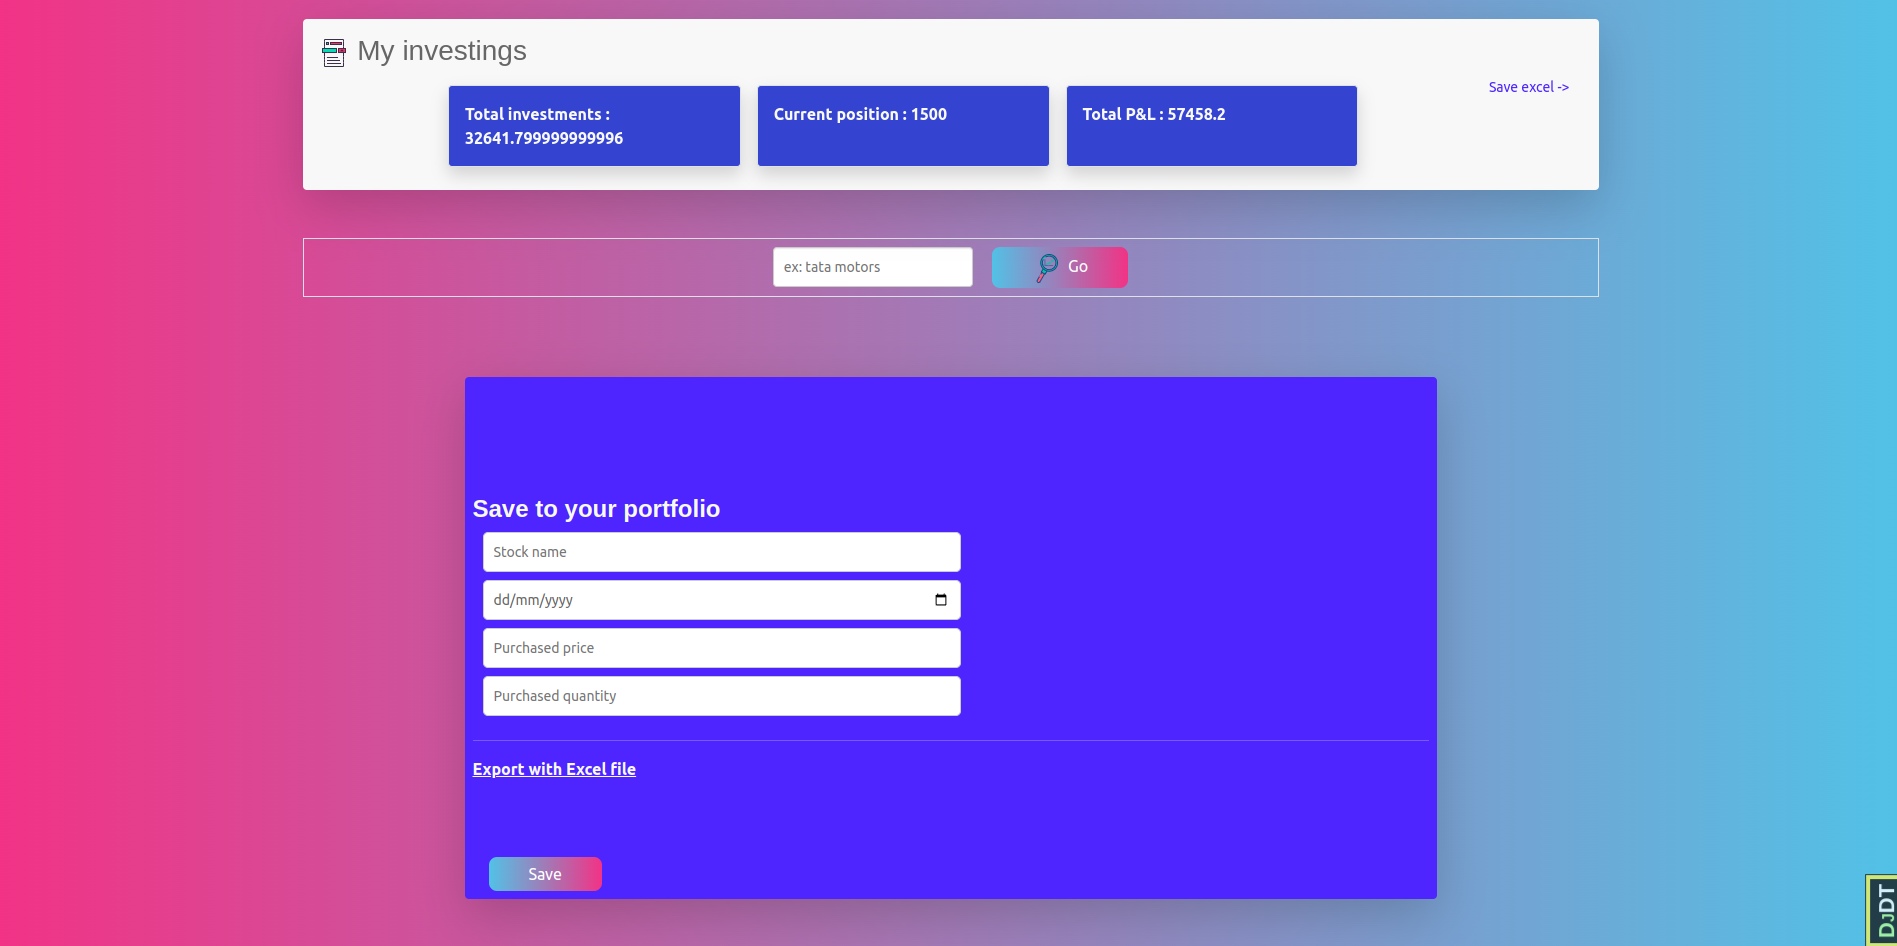 My investings
Save excel ->
Total investments :
32641.799999999996
Current position : 1500
Total P&L : 57458.2
ex: tata motors
Go
Save to your portfolio
Stock name
dd/mm/yyyy
Purchased price
Purchased quantity
Export with Excel file
Save
DJDT